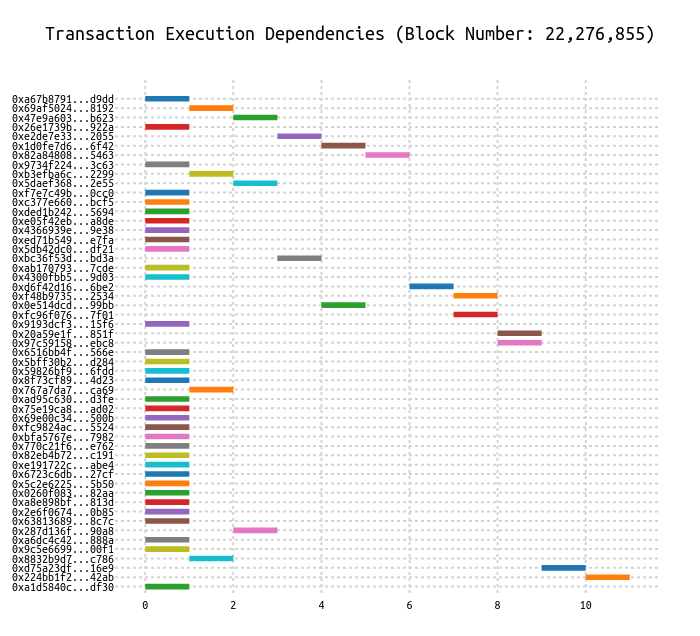 Transaction Execution Dependencies (Block Number: 22,276,855)
0xa67b8791...d9dd
0x69af5024...8192
0x47e9a603...b623
0x26e1739b...922a
0xe2de7e33...2055
0x1d0fe7d6...6f42
0x82a84808...5463
0x9734f224...3c63
0xb3efba6c...2299
0x5daef368...2e55
0xf7e7c49b...0cc0
0xc377e660...bcf5
0xded1b242...5694
0xe05f42eb...a8de
0x4366939e...9e38
0xed71b549...e7fa
0x5db42dc0...df21
0xbc36f53d...bd3a
0xab170793...7cde
0x4300fbb5...9d03
0xd6f42d16...6be2
0xf48b9735...2534
0x0e514dcd...99bb
0xfc96f076...7f01
0x9193dcf3...15f6
0x20a59e1f...851f
0x97c59158...ebc8
0x6516bb4f...566e
0x5bff30b2...d284
0x59826bf9...6fdd
0x8f73cf89...4d23
0x767a7da7...ca69
0xad95c630...d3fe
0x75e19ca8...ad02
0x69e00c34...500b
0xfc9824ac...5524
0xbfa5767e...7982
0x770c21f6...e762
0x82eb4b72...c191
0xe191722c...abe4
0x6723c6db...27cf
0x5c2e6225...5b50
0x0260f083...82aa
0xa8e898bf...813d
0x2e6f0674...0b85
0x63813689...8c7c
0x287d136f...90a8
0xa6dc4c42...888a
0x9c5e6699...00f1
0x8832b9d7...c786
0xd75a23df...16e9
0x224bb1f2...42ab
0xa1d5840c...df30
0 2 4 6 8 10